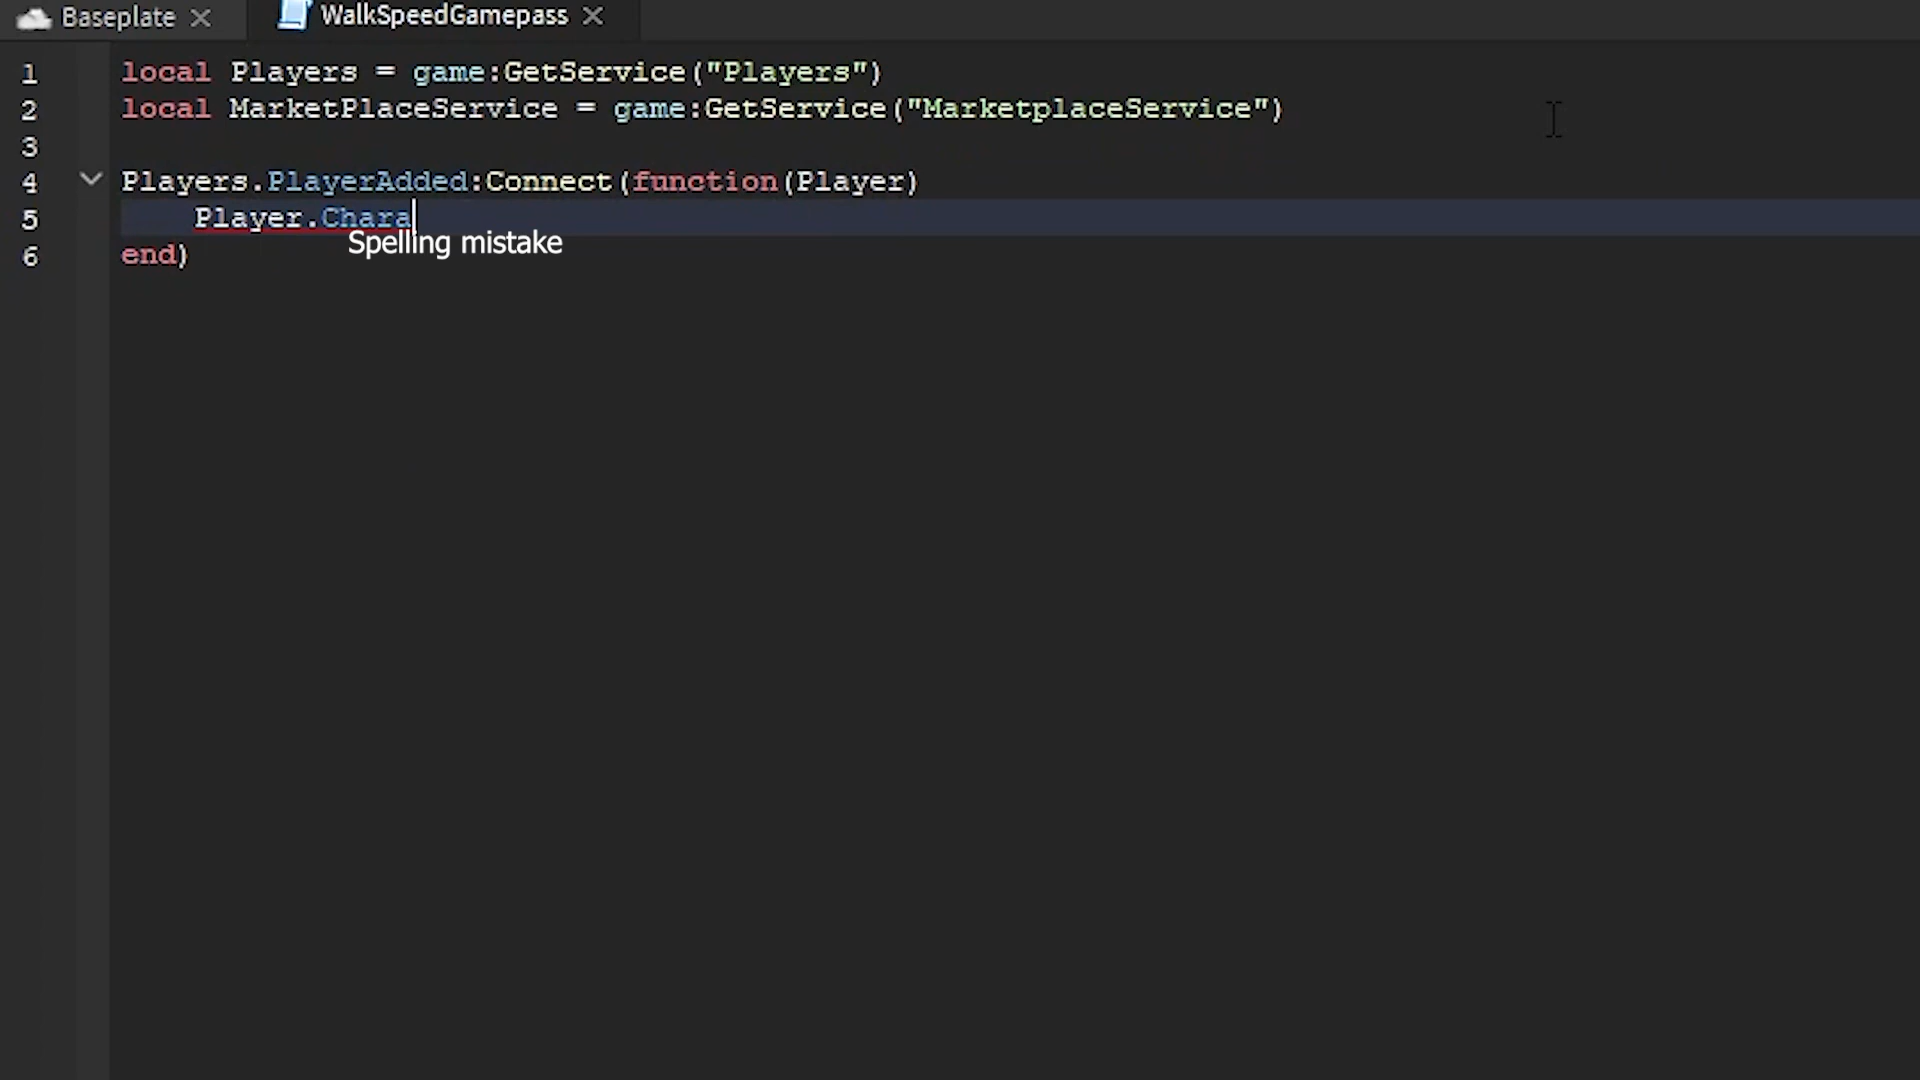 Baseplate WalkSpeedGamepass
1 local Players = game:GetService("Players")
2 local MarketPlaceService = game:GetService("MarketplaceService")
3
4 Players.PlayerAdded:Connect(function(Player)
5 Player.Chara
Spelling mistake
6 end)